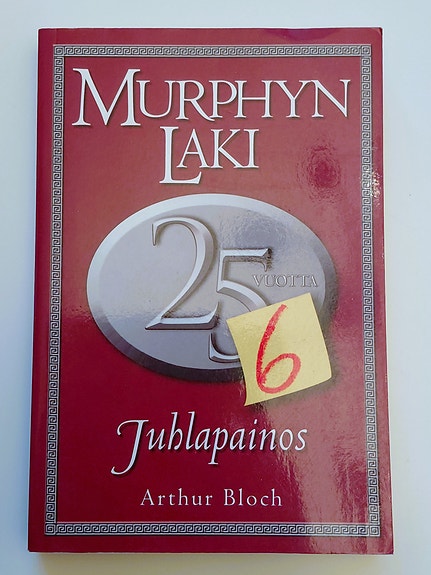 MURPHYN
LAKI
25
VUOTTA
6
Juhlapainos
Arthur Bloch